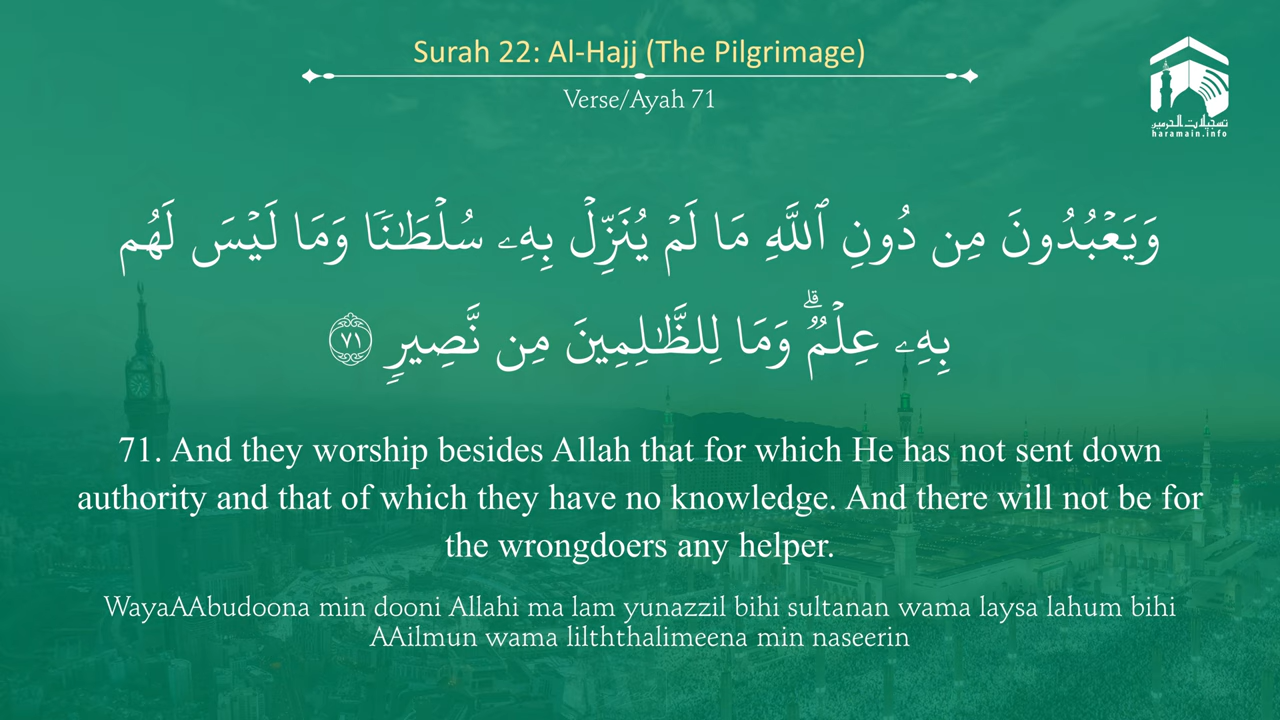 Surah 22: Al-Hajj (The Pilgrimage)
Verse/Ayah 71
تسجيلات الحرمين
haramain.info
وَيَعْبُدُونَ مِن دُونِ ٱللَّهِ مَا لَمْ يُنَزِّلْ بِهِۦ سُلْطَـٰنًا وَمَا لَيْسَ لَهُم
بِهِۦ عِلْمٌ ۗ وَمَا لِلظَّـٰلِمِينَ مِن نَّصِيرٍ ٧١
71. And they worship besides Allah that for which He has not sent down
authority and that of which they have no knowledge. And there will not be for
the wrongdoers any helper.
WayaAAbudoona min dooni Allahi ma lam yunazzil bihi sultanan wama laysa lahum bihi
AAilmun wama lilththalimeena min naseerin